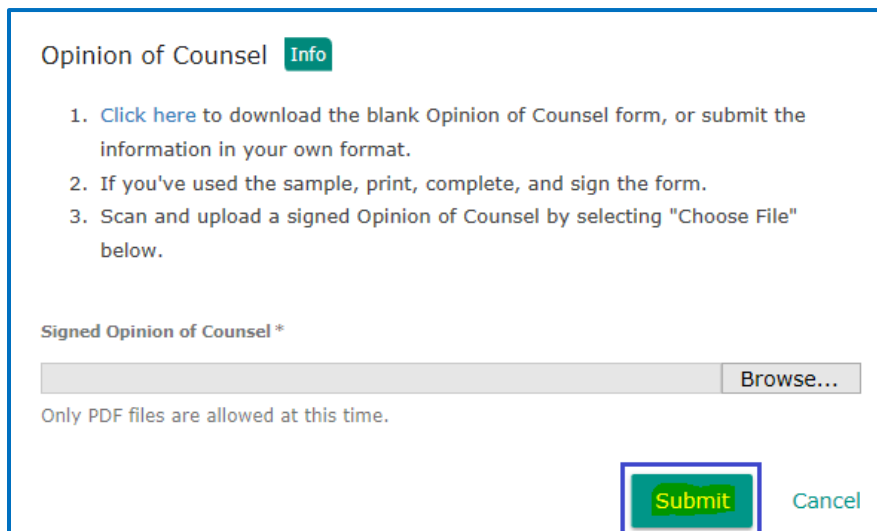 Opinion of Counsel Info
1. Click here to download the blank Opinion of Counsel form, or submit the
information in your own format.
2. If you've used the sample, print, complete, and sign the form.
3. Scan and upload a signed Opinion of Counsel by selecting "Choose File"
below.
Signed Opinion of Counsel *
Browse...
Only PDF files are allowed at this time.
Submit Cancel